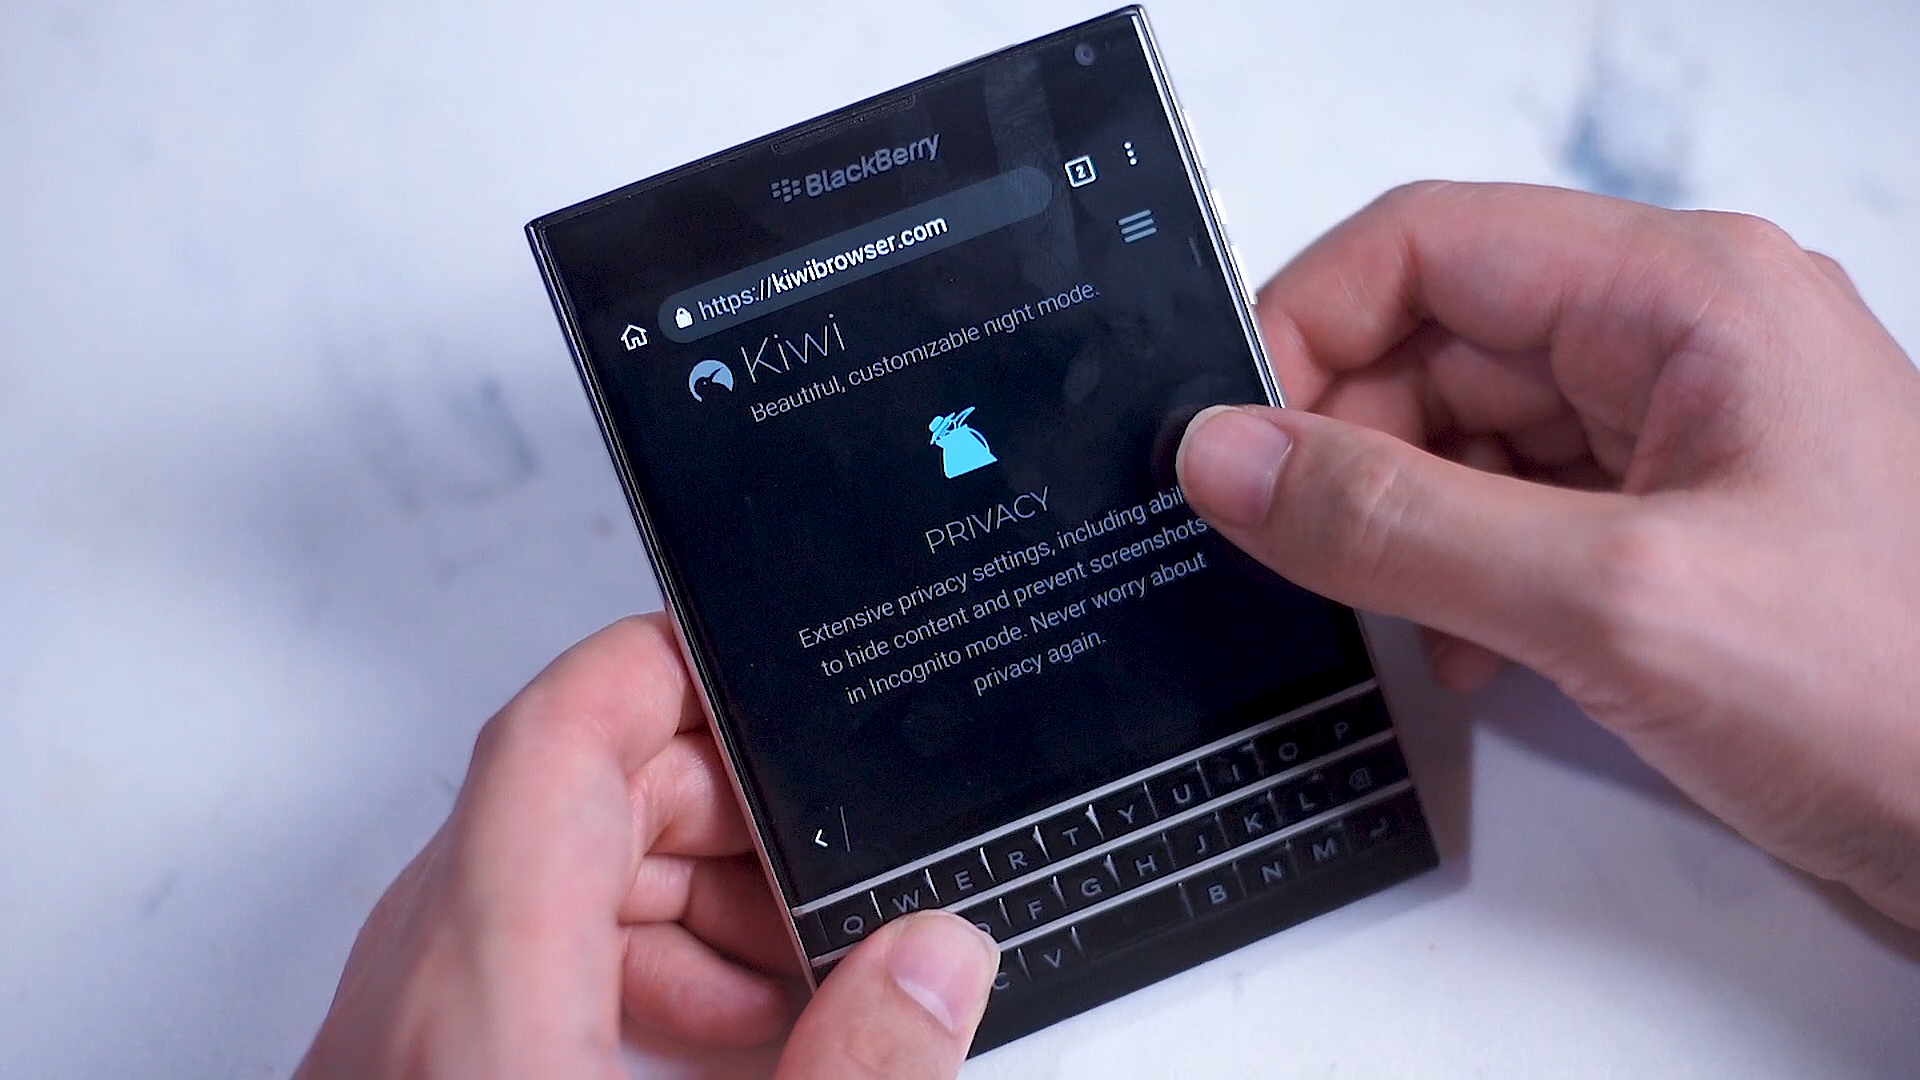 BlackBerry
https://kiwibrowser.com
2
Kiwi
Beautiful, customizable night mode.
PRIVACY
Extensive privacy settings, including
to hide content and prevent screenshots
in Incognito mode. Never worry about
privacy again.
Q W E R T Y U I O P
F G H J K L
C V B N M